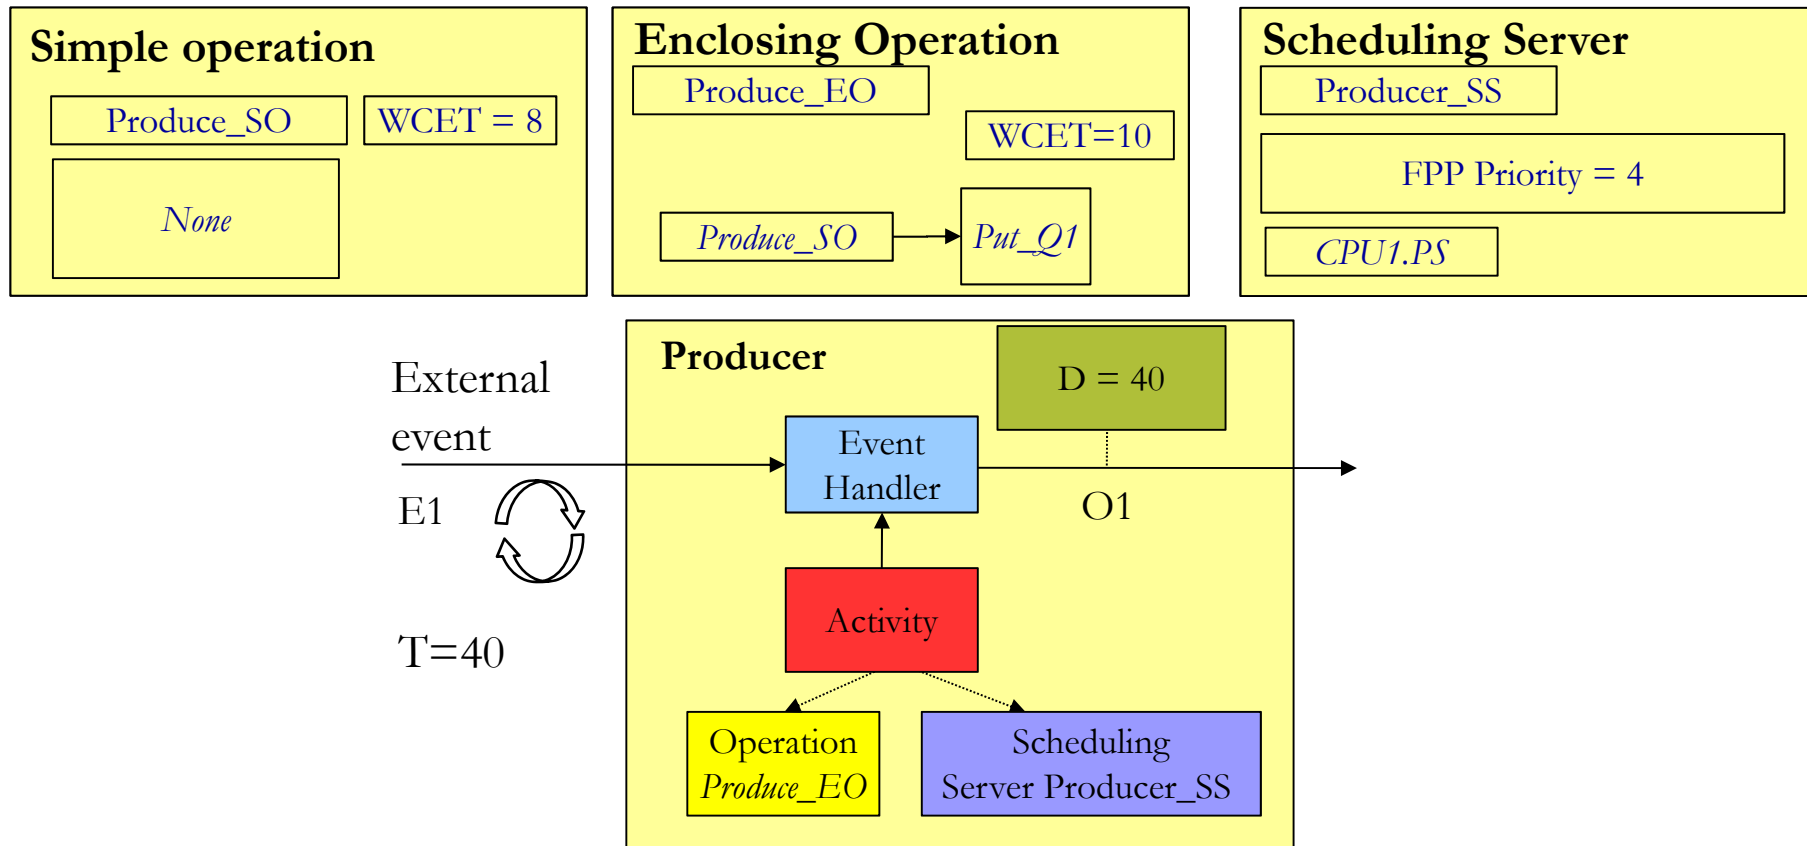 Simple operation
Produce_SO
WCET = 8
None
Enclosing Operation
Produce_EO
WCET=10
Produce_SO
Put_Q1
Scheduling Server
Producer_SS
FPP Priority = 4
CPU1.PS
External
event
E1
T=40
Producer
D = 40
Event
Handler
O1
Activity
Operation
Produce_EO
Scheduling
Server Producer_SS